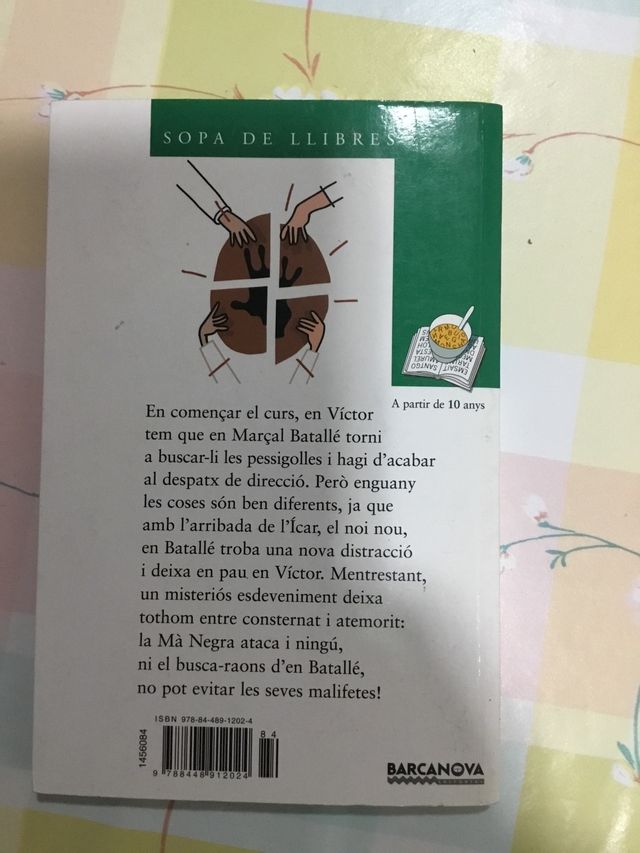 SOPA DE LLIBRES
A partir de 10 anys
En començar el curs, en Víctor
tem que en Marçal Batallé torni
a buscar-li les pessigolles i hagi d'acabar
al despatx de direcció. Però enguany
les coses són ben diferents, ja que
amb l'arribada de l'Ícar, el noi nou,
en Batallé troba una nova distracció
i deixa en pau en Víctor. Mentrestant,
un misteriós esdeveniment deixa
tothom entre consternat i atemorit:
la Mà Negra ataca i ningú,
ni el busca-raons d'en Batallé,
no pot evitar les seves malifetes!
ISBN 978-84-489-1202-4
84
1456084
9 788448 912024
BARCANOVA